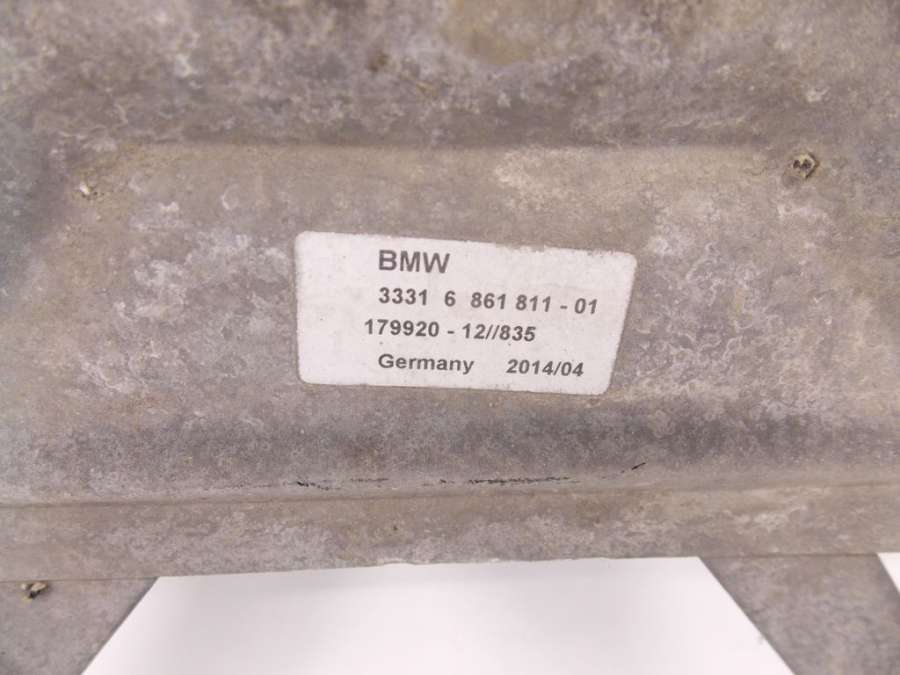 BMW
3331 6 861 811 - 01
179920 - 12//835
Germany 2014/04